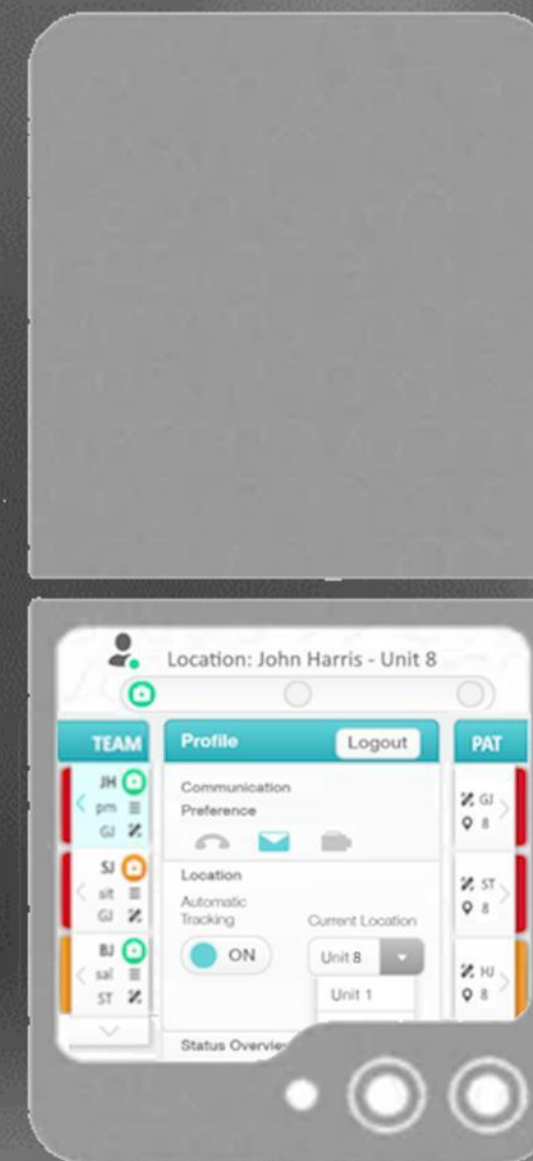 Location: John Harris - Unit 8
TEAM
JH
pm
GJ
SJ
sit
GJ
BJ
sal
ST
Profile
Logout
Communication
Preference
Location
Automatic
Tracking
ON
Current Location
Unit 8
Unit 1
Status Overvie
PAT
GJ
8
ST
8
HJ
8